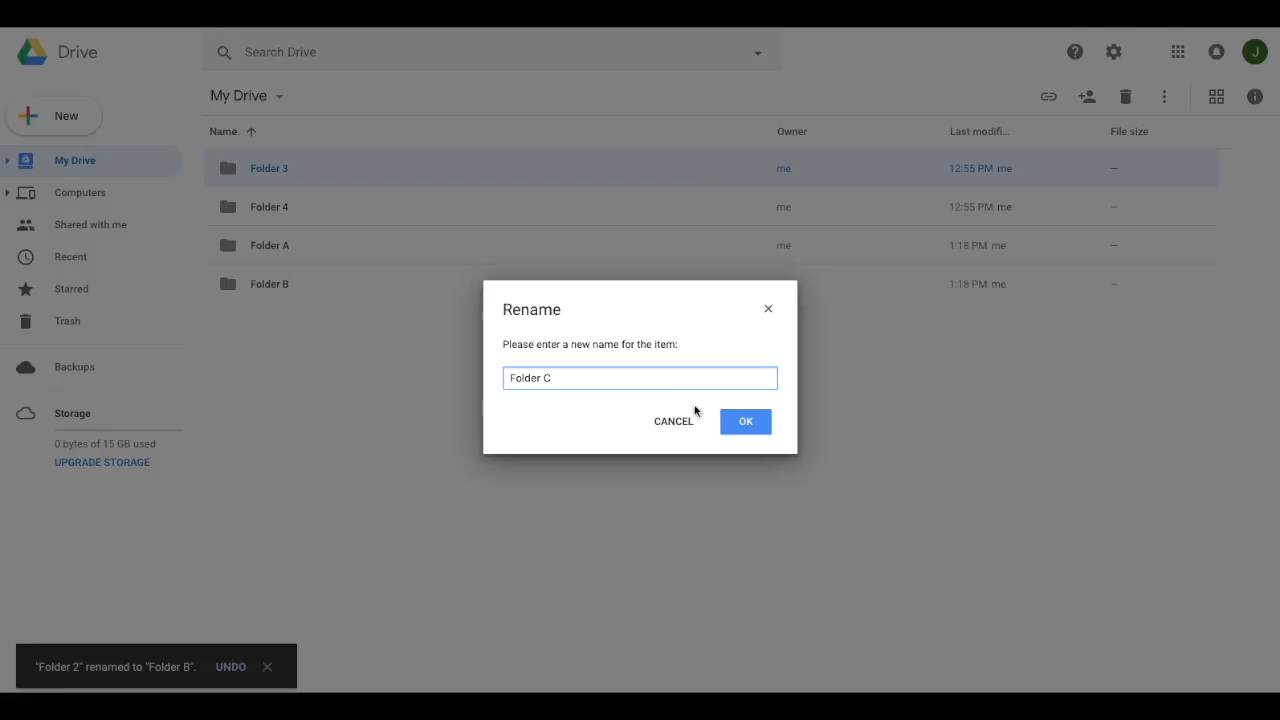 Drive
Search Drive
J
New
My Drive
Name
Owner
Last modifi...
File size
My Drive
Computers
Shared with me
Recent
Starred
Trash
Backups
Storage
0 bytes of 15 GB used
UPGRADE STORAGE
Folder 3 me 12:55 PM me —
Folder 4 me 12:55 PM me —
Folder A me 1:18 PM me —
Folder B 1:18 PM me —
Rename
Please enter a new name for the item:
Folder C
CANCEL
OK
"Folder 2" renamed to "Folder B". UNDO